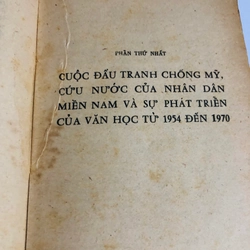 PHẦN THỨ NHẤT
CUỘC ĐẤU TRANH CHỐNG MỸ,
CỨU NƯỚC CỦA NHÂN DÂN
MIỀN NAM VÀ SỰ PHÁT TRIỂN
CỦA VĂN HỌC TỪ 1954 ĐẾN 1970